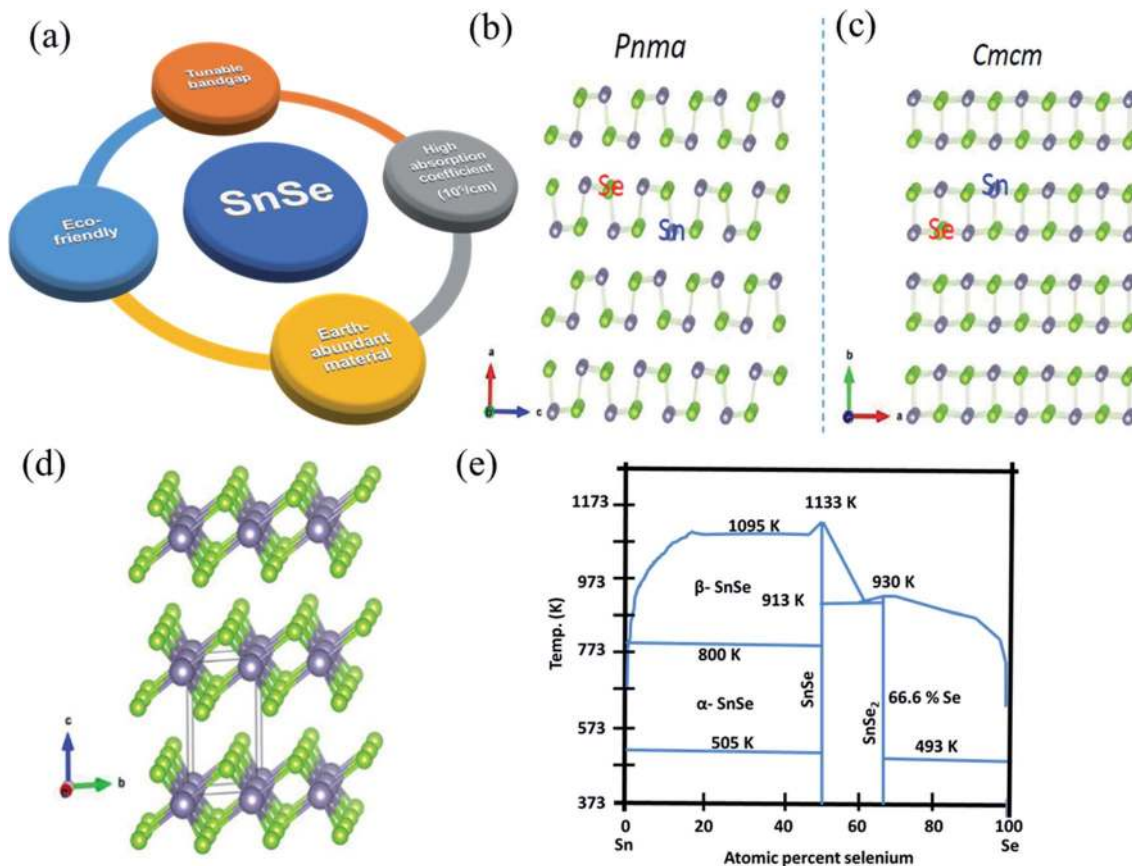 (a)
Tunable
bandgap
High
absorption
coefficient
(10⁵/cm)
SnSe
Eco-
friendly
Earth-
abundant
material
(b)
Pnma
Se
Sn
a
b
c
(c)
Cmcm
Sn
Se
b
a
(d)
c
b
(e)
1173
973
773
573
373
Temp. (K)
1133 K
1095 K
930 K
β- SnSe
913 K
800 K
α- SnSe
SnSe
SnSe₂
66.6 % Se
505 K
493 K
0 20 40 60 80 100
Sn Se
Atomic percent selenium